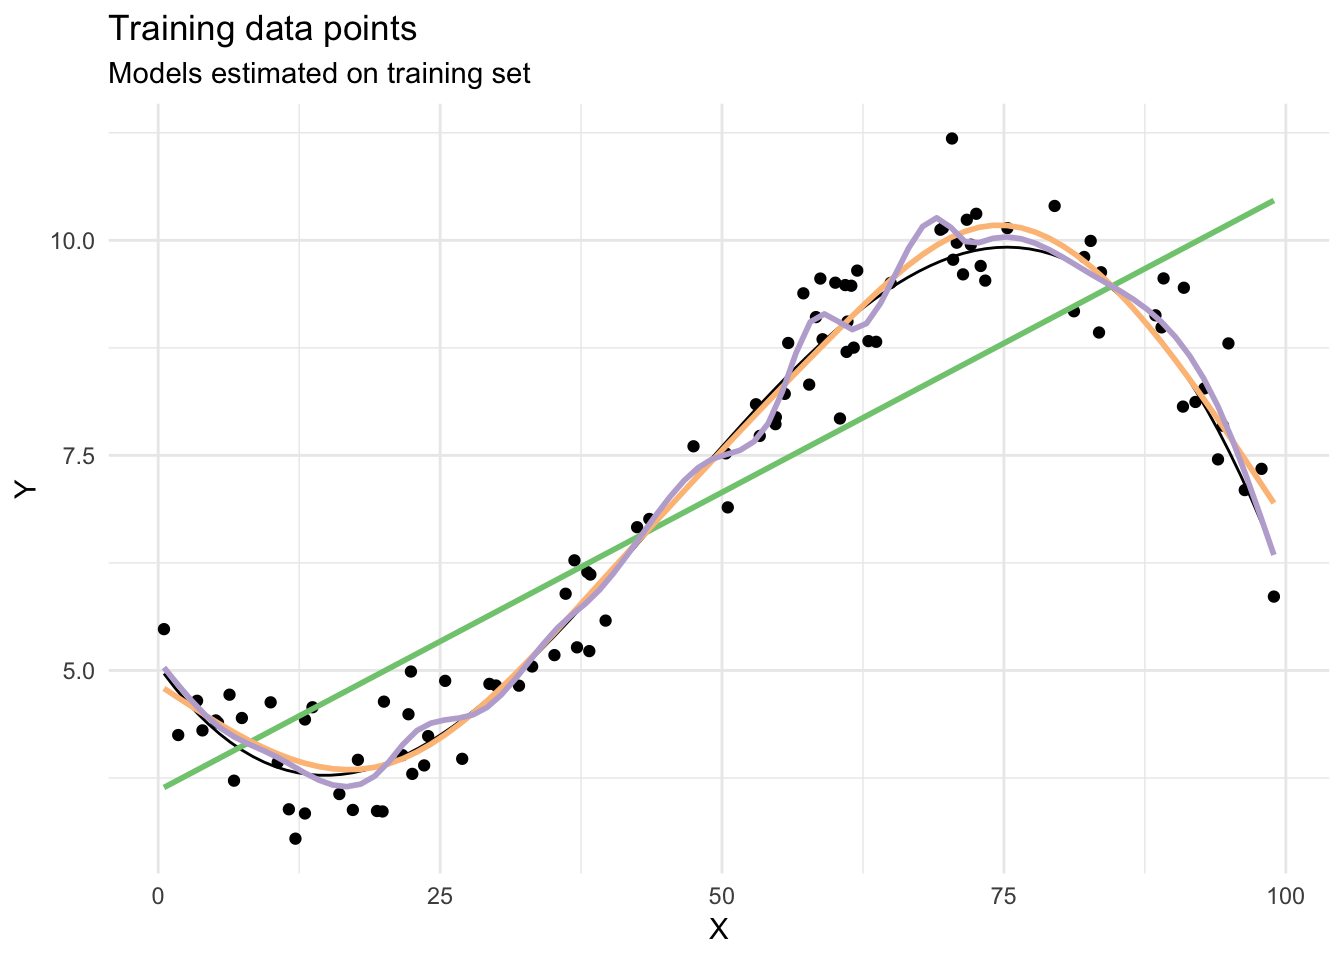 Training data points
Models estimated on training set
10.0
7.5
5.0
Y
0 25 50 75 100
X